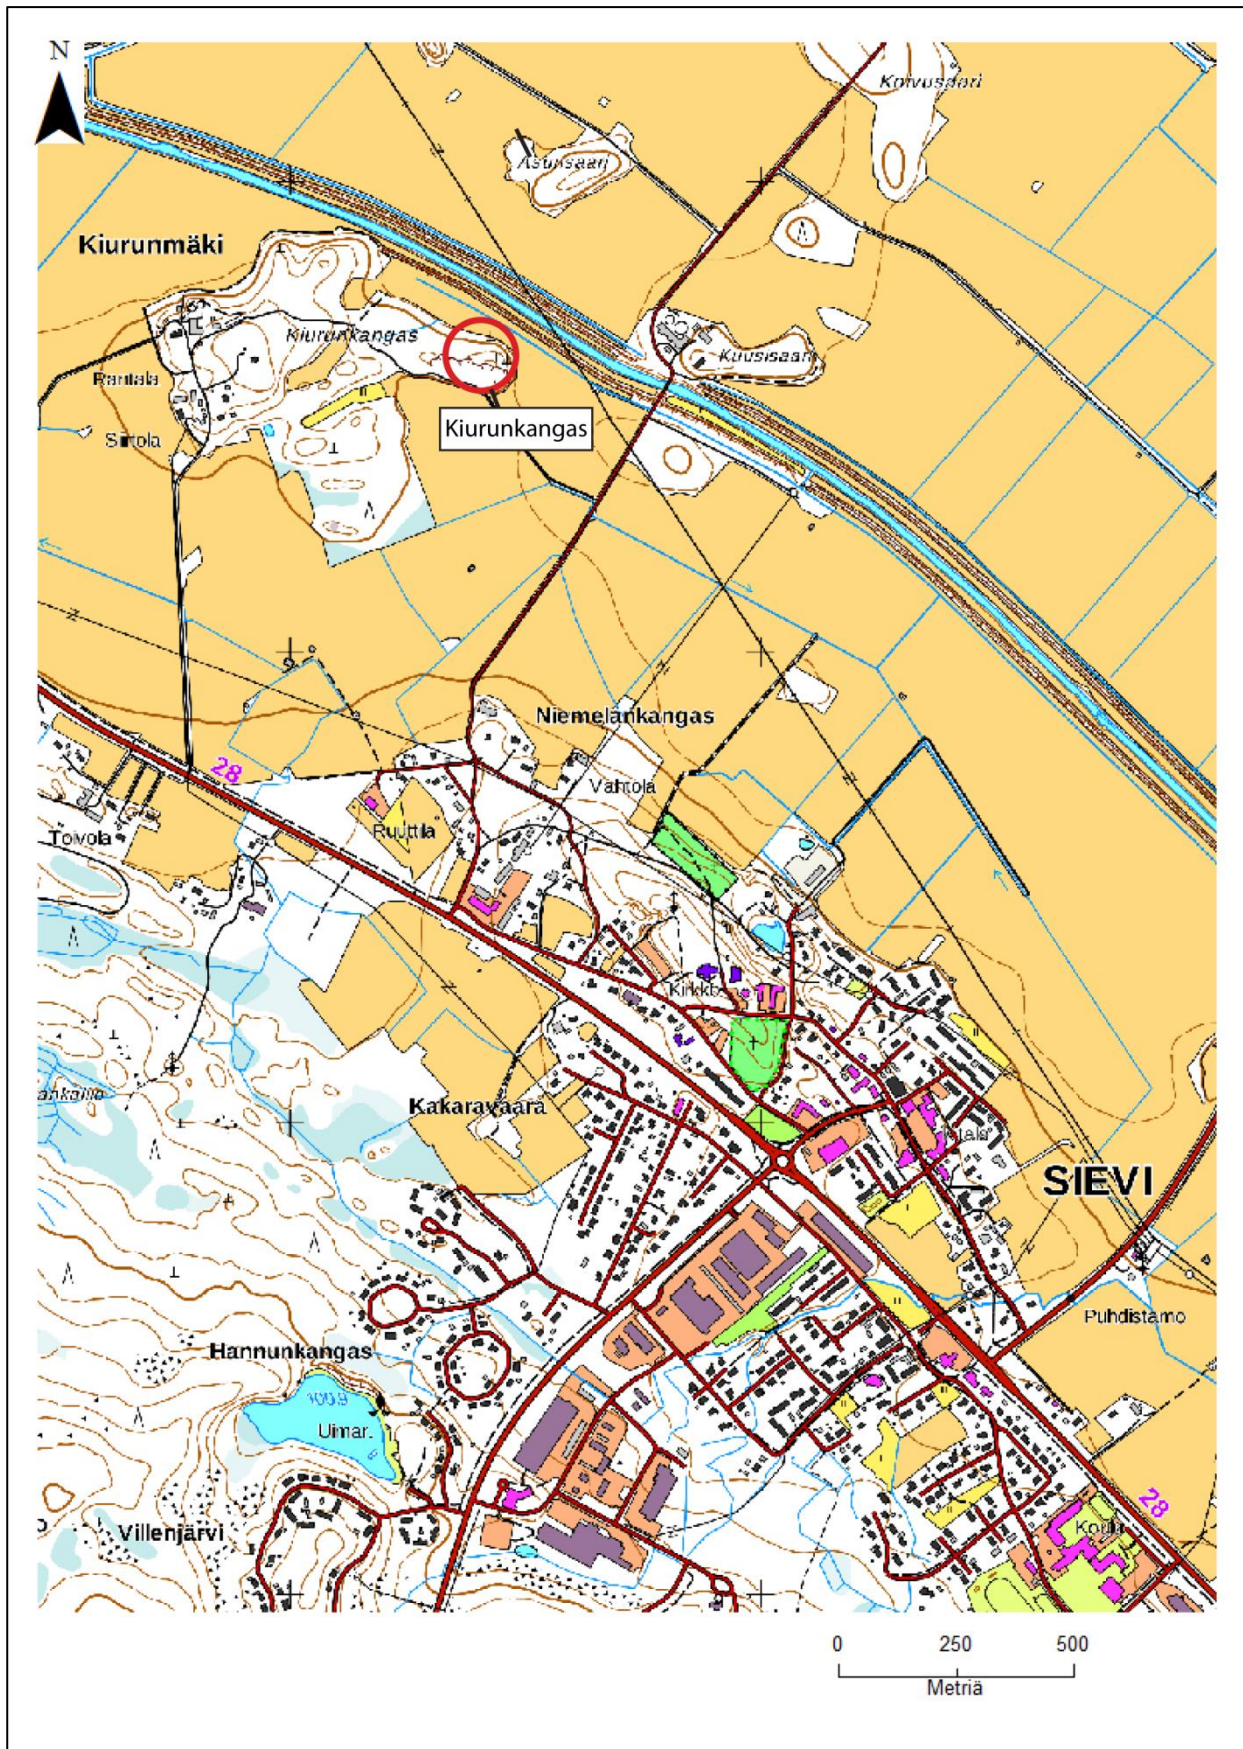 N
Koivusaari
Asunsaari
Kiurunmäki
Kiurunkangas
Kuusisaari
Rantala
Kiurunkangas
Siltola
Niemelänkangas
28
Vahtola
Ruuttila
Toivola
Kirkko
Kakaravaara
SIEVI
Puhdistamo
Hannunkangas
100.9
Uimar.
28
Villenjärvi
Koulu
0 250 500
Metriä